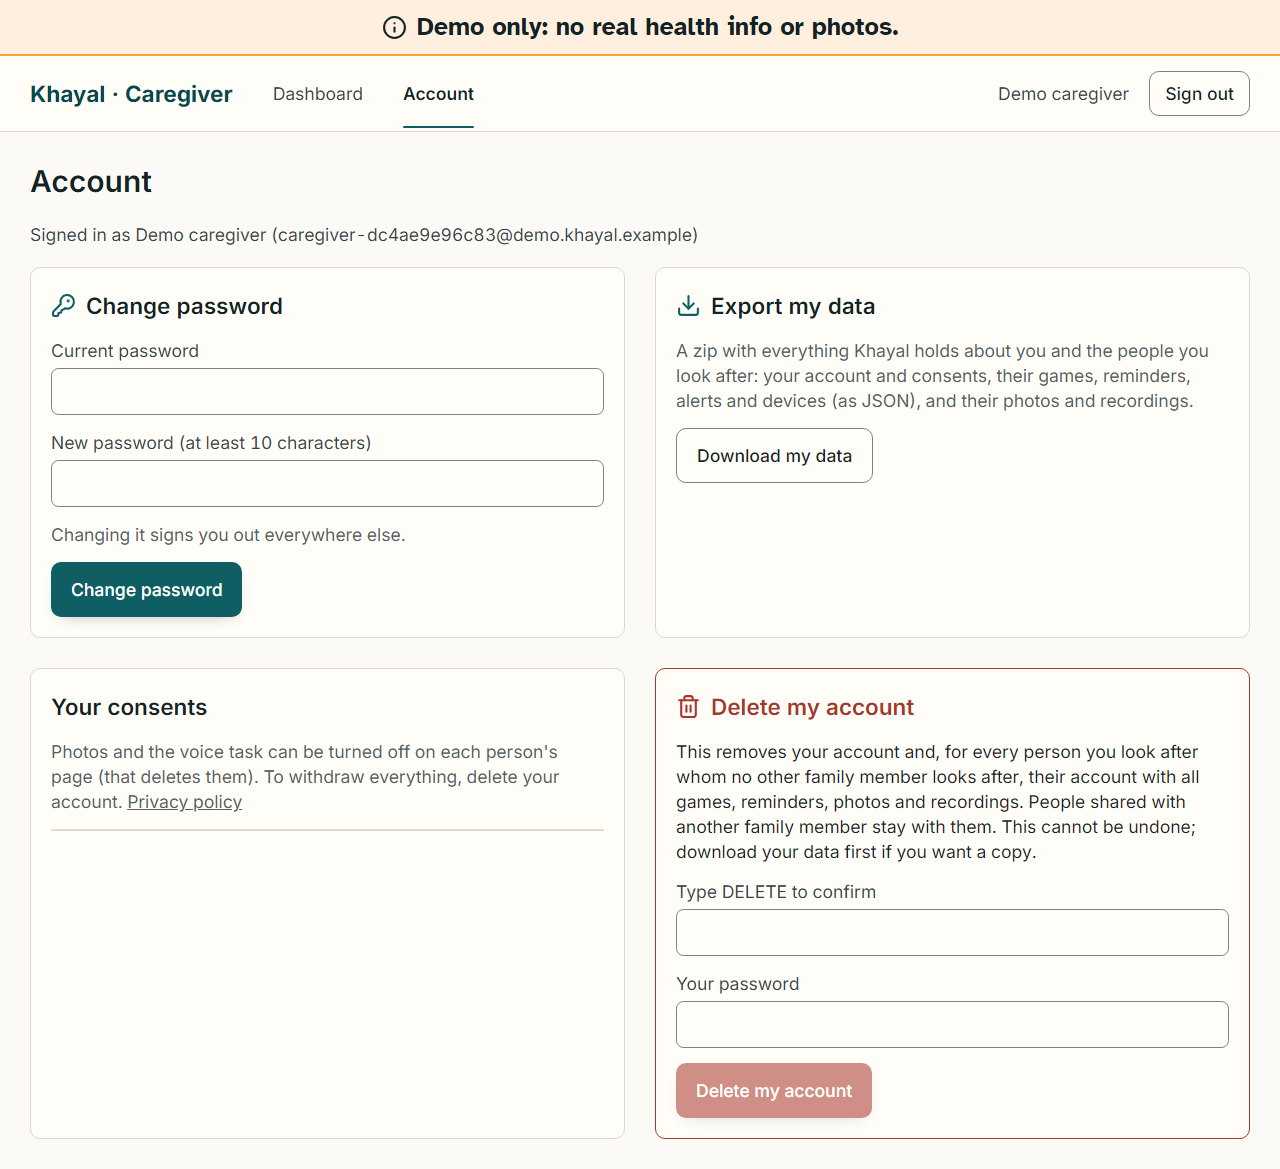 Demo only: no real health info or photos.
Khayal · Caregiver
Dashboard
Account
Demo caregiver
Sign out
Account
Signed in as Demo caregiver (caregiver-dc4ae9e96c83@demo.khayal.example)
Change password
Current password
New password (at least 10 characters)
Changing it signs you out everywhere else.
Change password
Export my data
A zip with everything Khayal holds about you and the people you
look after: your account and consents, their games, reminders,
alerts and devices (as JSON), and their photos and recordings.
Download my data
Your consents
Photos and the voice task can be turned off on each person's
page (that deletes them). To withdraw everything, delete your
account. Privacy policy
Delete my account
This removes your account and, for every person you look after
whom no other family member looks after, their account with all
games, reminders, photos and recordings. People shared with
another family member stay with them. This cannot be undone;
download your data first if you want a copy.
Type DELETE to confirm
Your password
Delete my account